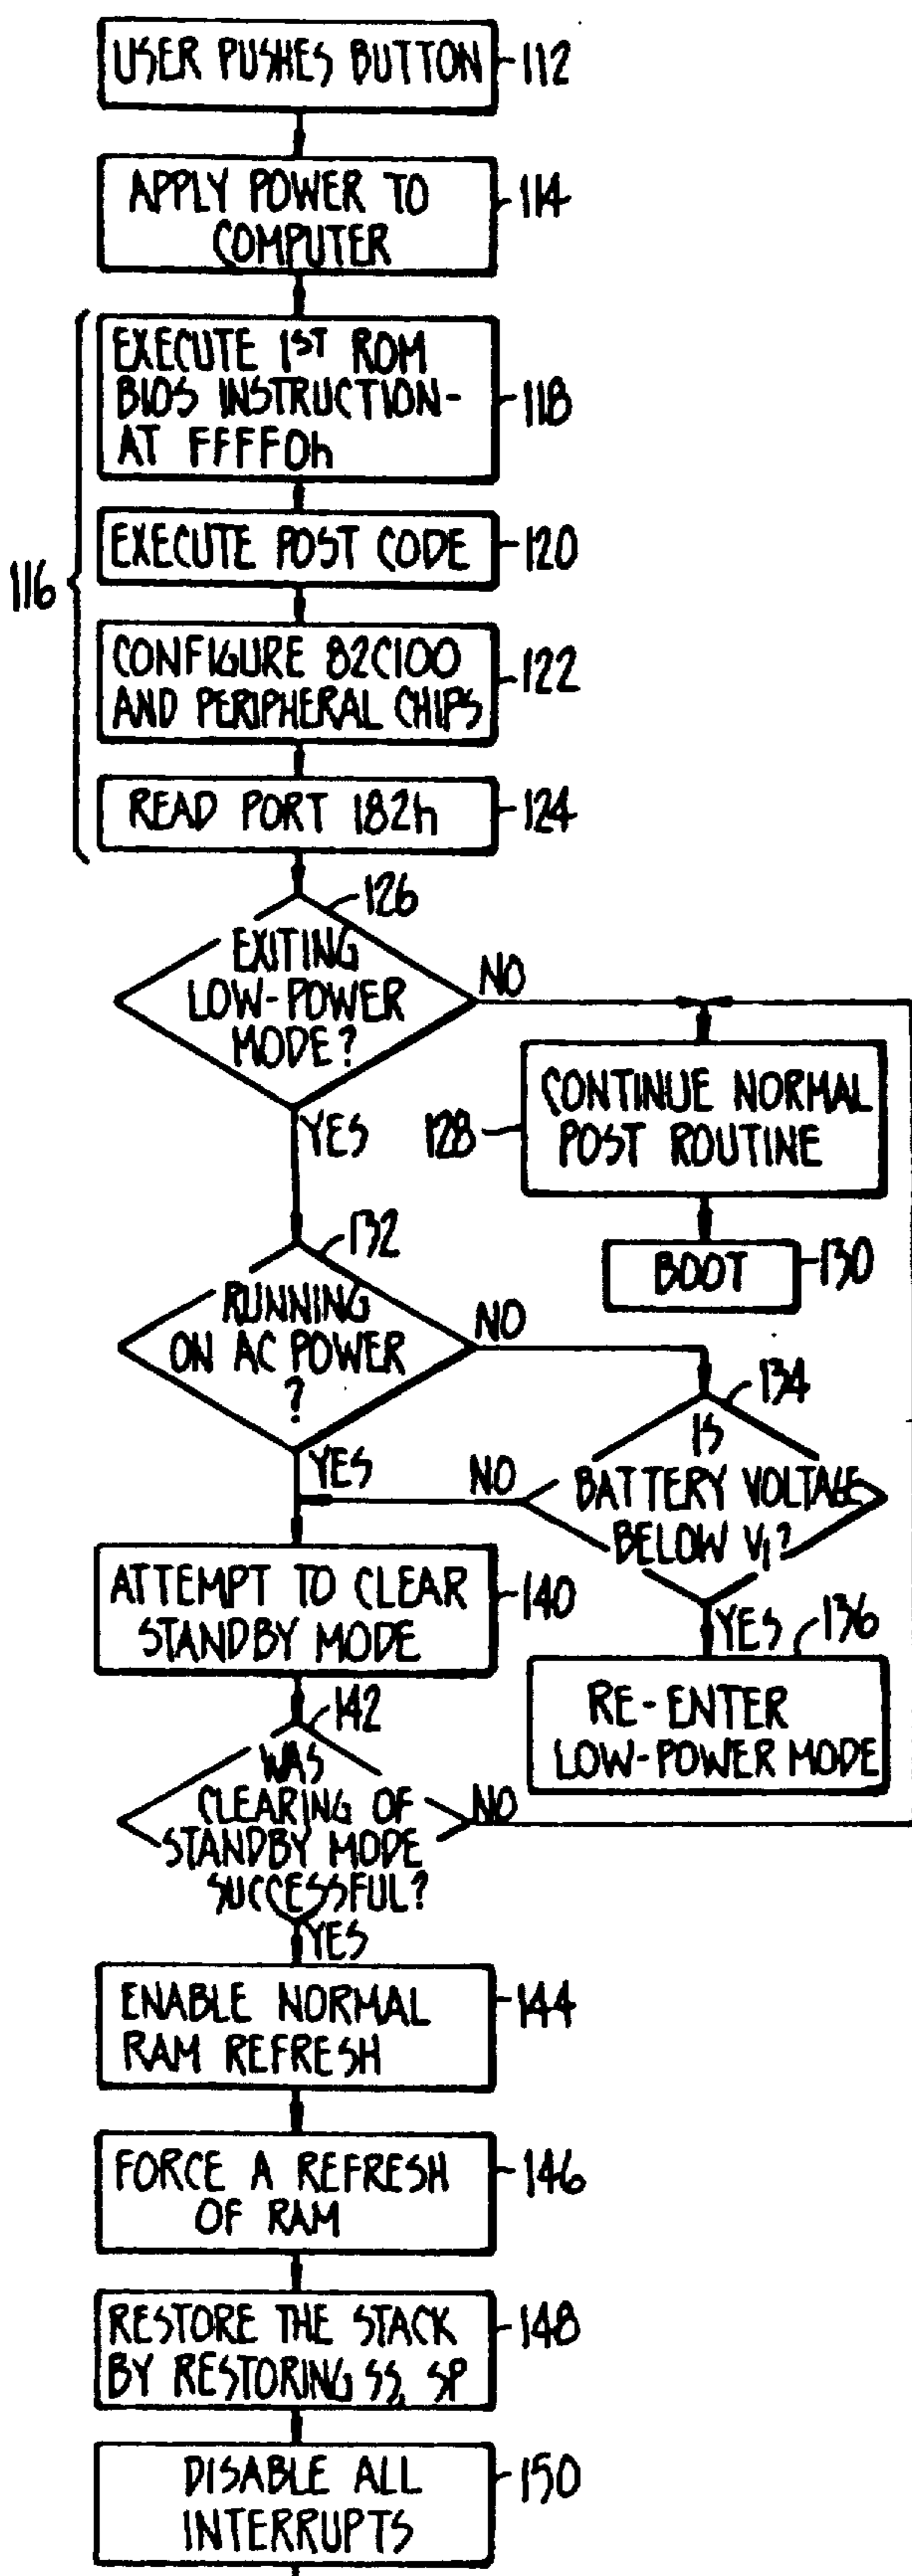 USER PUSHES BUTTON
112
APPLY POWER TO
COMPUTER
114
EXECUTE 1ST ROM
BIOS INSTRUCTION-
AT FFFF0h
118
116
EXECUTE POST CODE
120
CONFIGURE 82C100
AND PERIPHERAL CHIPS
122
READ PORT 182h
124
126
EXITING
LOW-POWER
MODE?
NO
YES
CONTINUE NORMAL
POST ROUTINE
128
BOOT
130
132
RUNNING
ON AC POWER
?
NO
YES
134
IS
BATTERY VOLTAGE
BELOW V1?
NO
YES
136
RE-ENTER
LOW-POWER MODE
ATTEMPT TO CLEAR
STANDBY MODE
140
142
WAS
CLEARING OF
STANDBY MODE
SUCCESSFUL?
NO
YES
ENABLE NORMAL
RAM REFRESH
144
FORCE A REFRESH
OF RAM
146
RESTORE THE STACK
BY RESTORING SS, SP
148
DISABLE ALL
INTERRUPTS
150